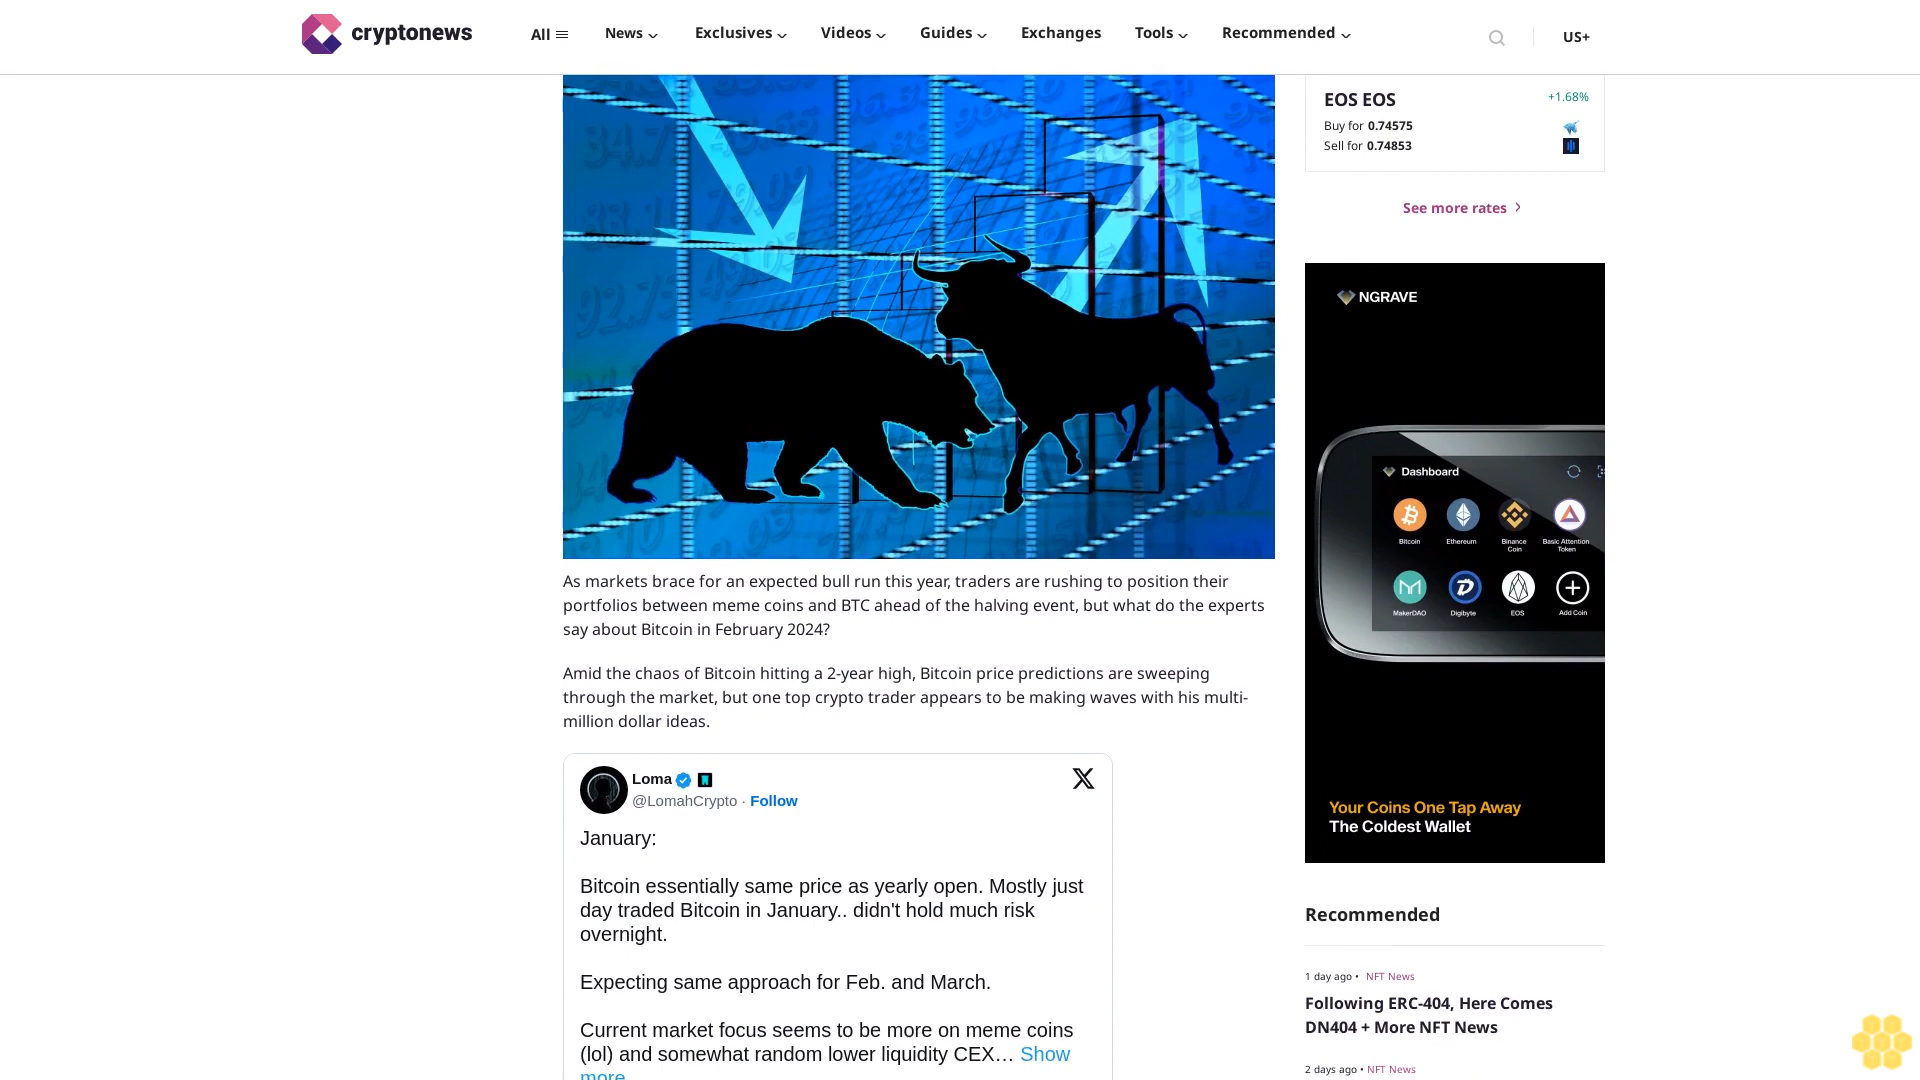 cryptonews
All
News
Exclusives
Videos
Guides
Exchanges
Tools
Recommended
US+
EOS EOS
+1.68%
Buy for 0.74575
Sell for 0.74853
See more rates
NGRAVE
Dashboard
Bitcoin
Ethereum
Binance Coin
Basic Attention Token
MakerDAO
Digibyte
EOS
Add Coin
Your Coins One Tap Away
The Coldest Wallet
As markets brace for an expected bull run this year, traders are rushing to position their
portfolios between meme coins and BTC ahead of the halving event, but what do the experts
say about Bitcoin in February 2024?
Amid the chaos of Bitcoin hitting a 2-year high, Bitcoin price predictions are sweeping
through the market, but one top crypto trader appears to be making waves with his multi-
million dollar ideas.
Loma
@LomahCrypto · Follow
January:
Bitcoin essentially same price as yearly open. Mostly just
day traded Bitcoin in January.. didn't hold much risk
overnight.
Expecting same approach for Feb. and March.
Current market focus seems to be more on meme coins
(lol) and somewhat random lower liquidity CEX… Show
more
Recommended
1 day ago • NFT News
Following ERC-404, Here Comes
DN404 + More NFT News
2 days ago • NFT News